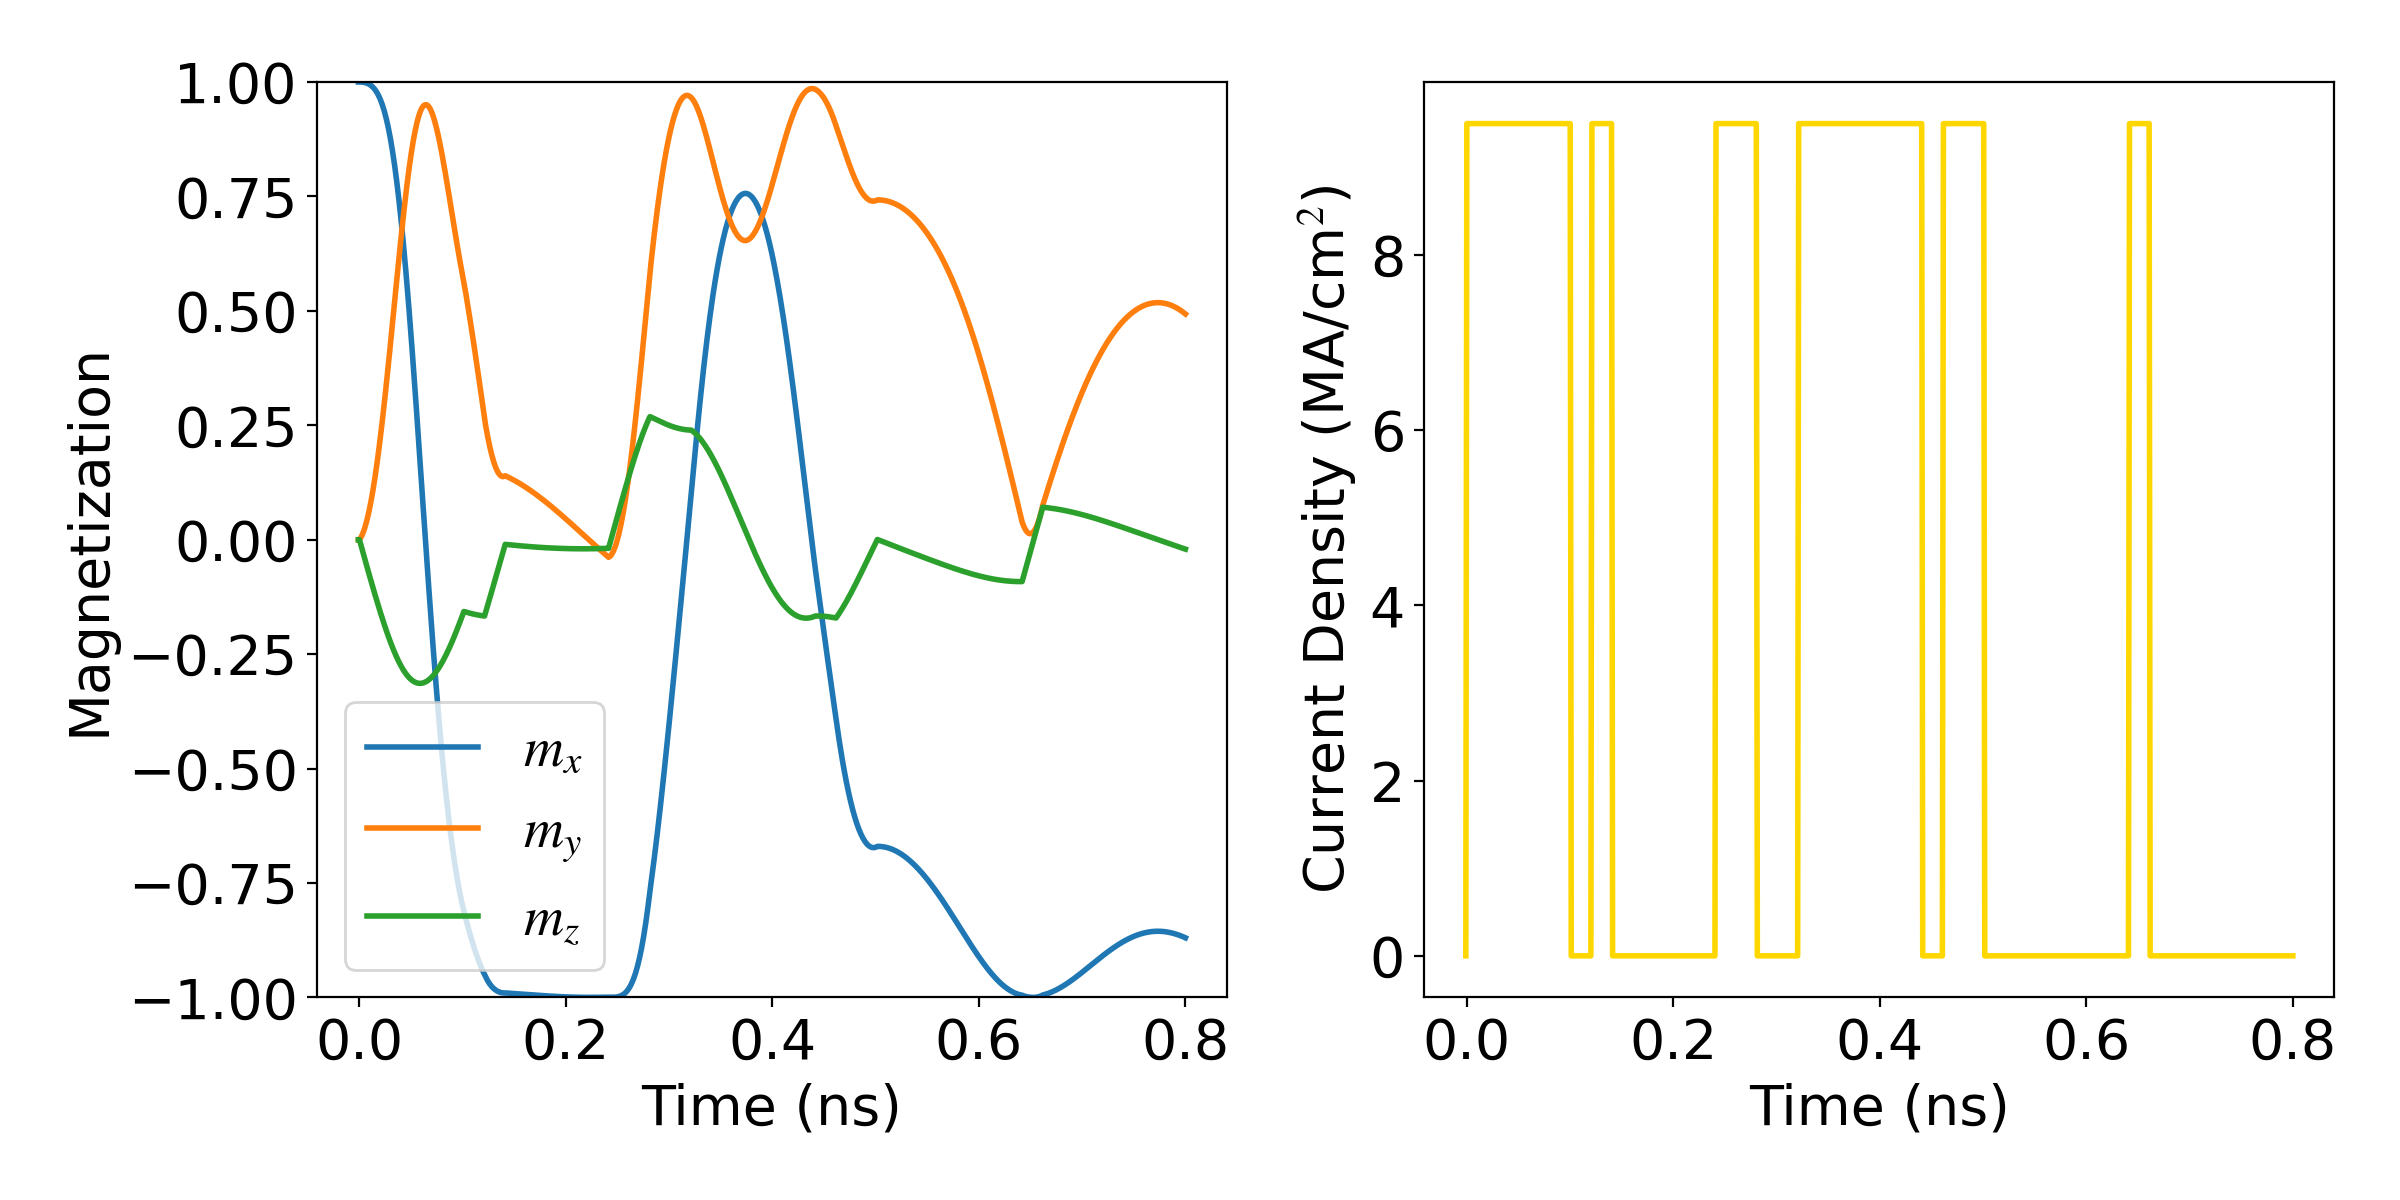 1.00
0.75
0.50
0.25
0.00
−0.25
−0.50
−0.75
−1.00
Magnetization
0.0 0.2 0.4 0.6 0.8
Time (ns)
m_x
m_y
m_z
8
6
4
2
0
Current Density (MA/cm²)
0.0 0.2 0.4 0.6 0.8
Time (ns)